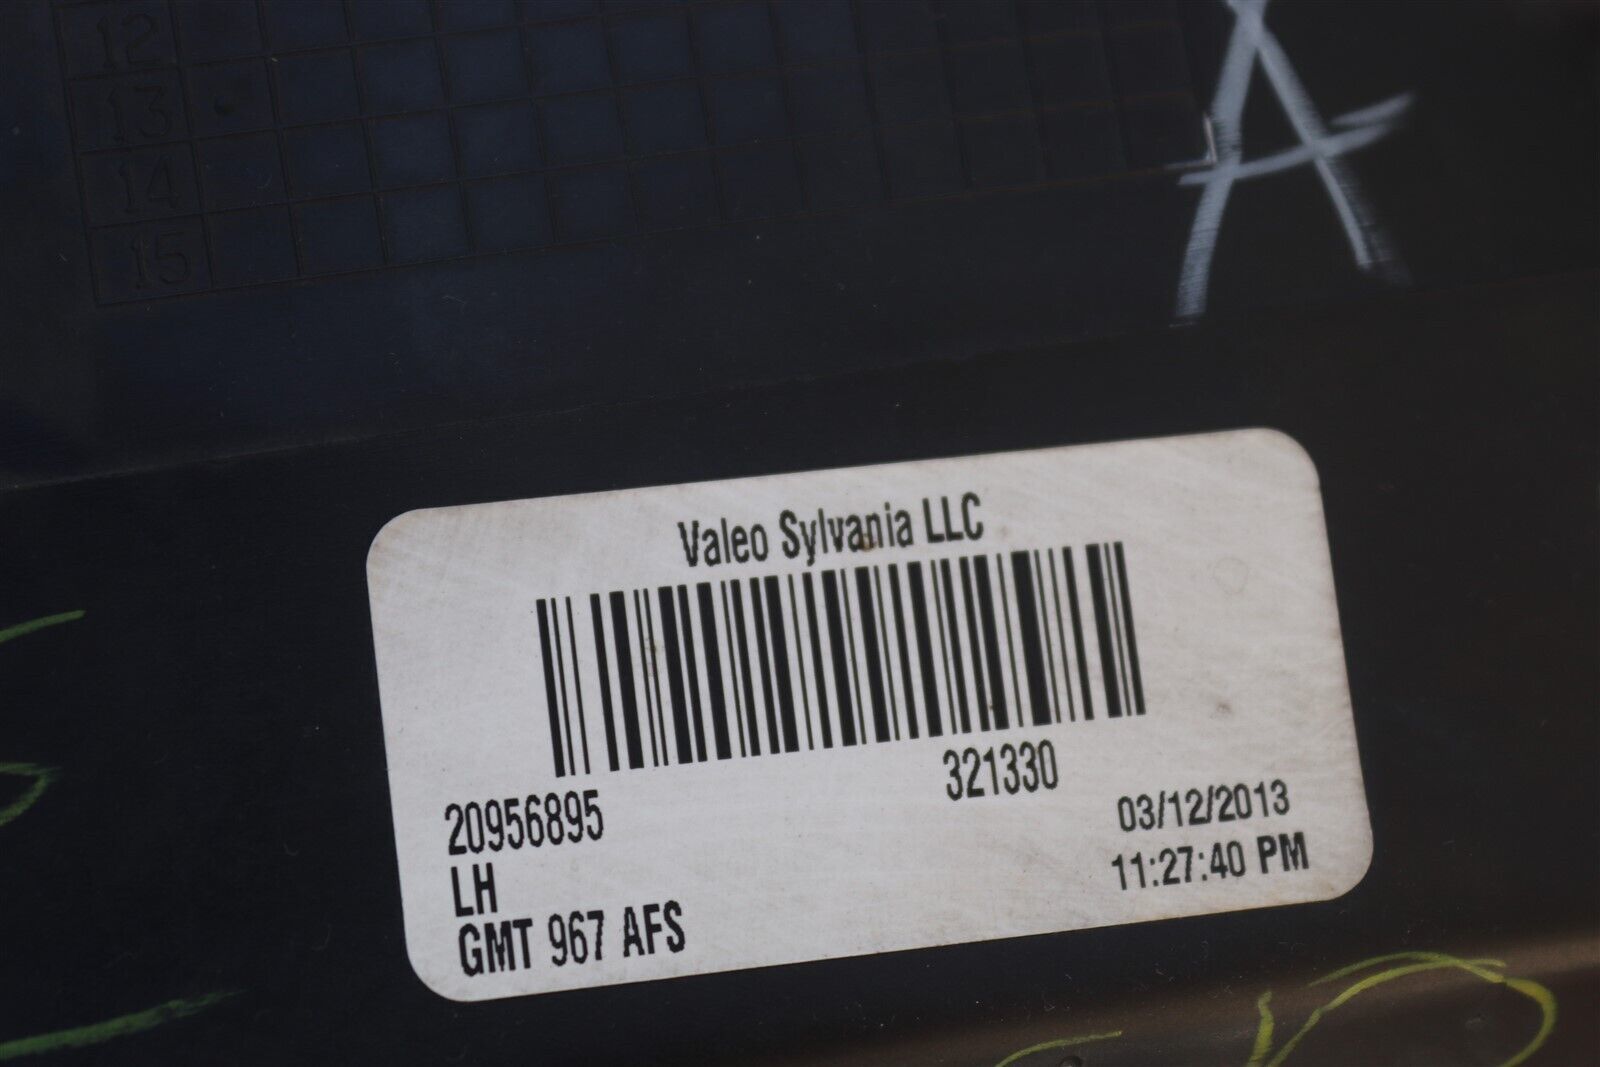 12
13
14
15
A
Valeo Sylvania LLC
321330
20956895
03/12/2013
LH
11:27:40 PM
GMT 967 AFS